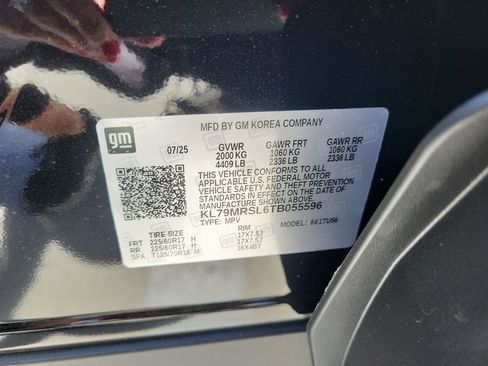 MFD BY GM KOREA COMPANY
gm
07/25 GVWR GAWR FRT GAWR RR
2000 KG 1060 KG 1060 KG
4409 LB 2336 LB 2336 LB
THIS VEHICLE CONFORMS TO ALL
APPLICABLE U.S. FEDERAL MOTOR
VEHICLE SAFETY AND THEFT PREVENTION
STANDARDS IN EFFECT ON THE DATE OF
MANUFACTURE SHOWN ABOVE.
KL79MRSL6TB055596
TYPE: MPV MODEL:
TIRE SIZE RIM
FRT 225/60R17 H 17X7.5J
RR 225/60R17 H 17X7.5J
SPA T125/70R16 M 16X4BT